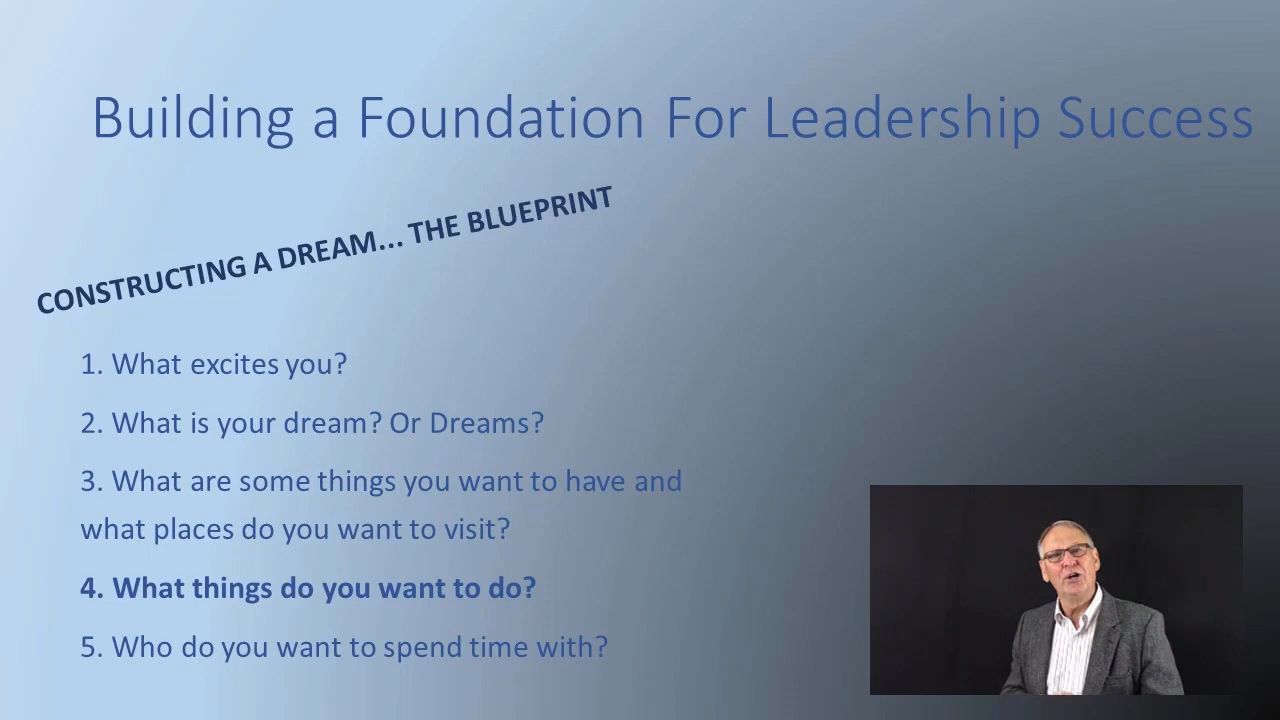 Building a Foundation For Leadership Success
CONSTRUCTING A DREAM... THE BLUEPRINT
1. What excites you?
2. What is your dream? Or Dreams?
3. What are some things you want to have and
what places do you want to visit?
4. What things do you want to do?
5. Who do you want to spend time with?